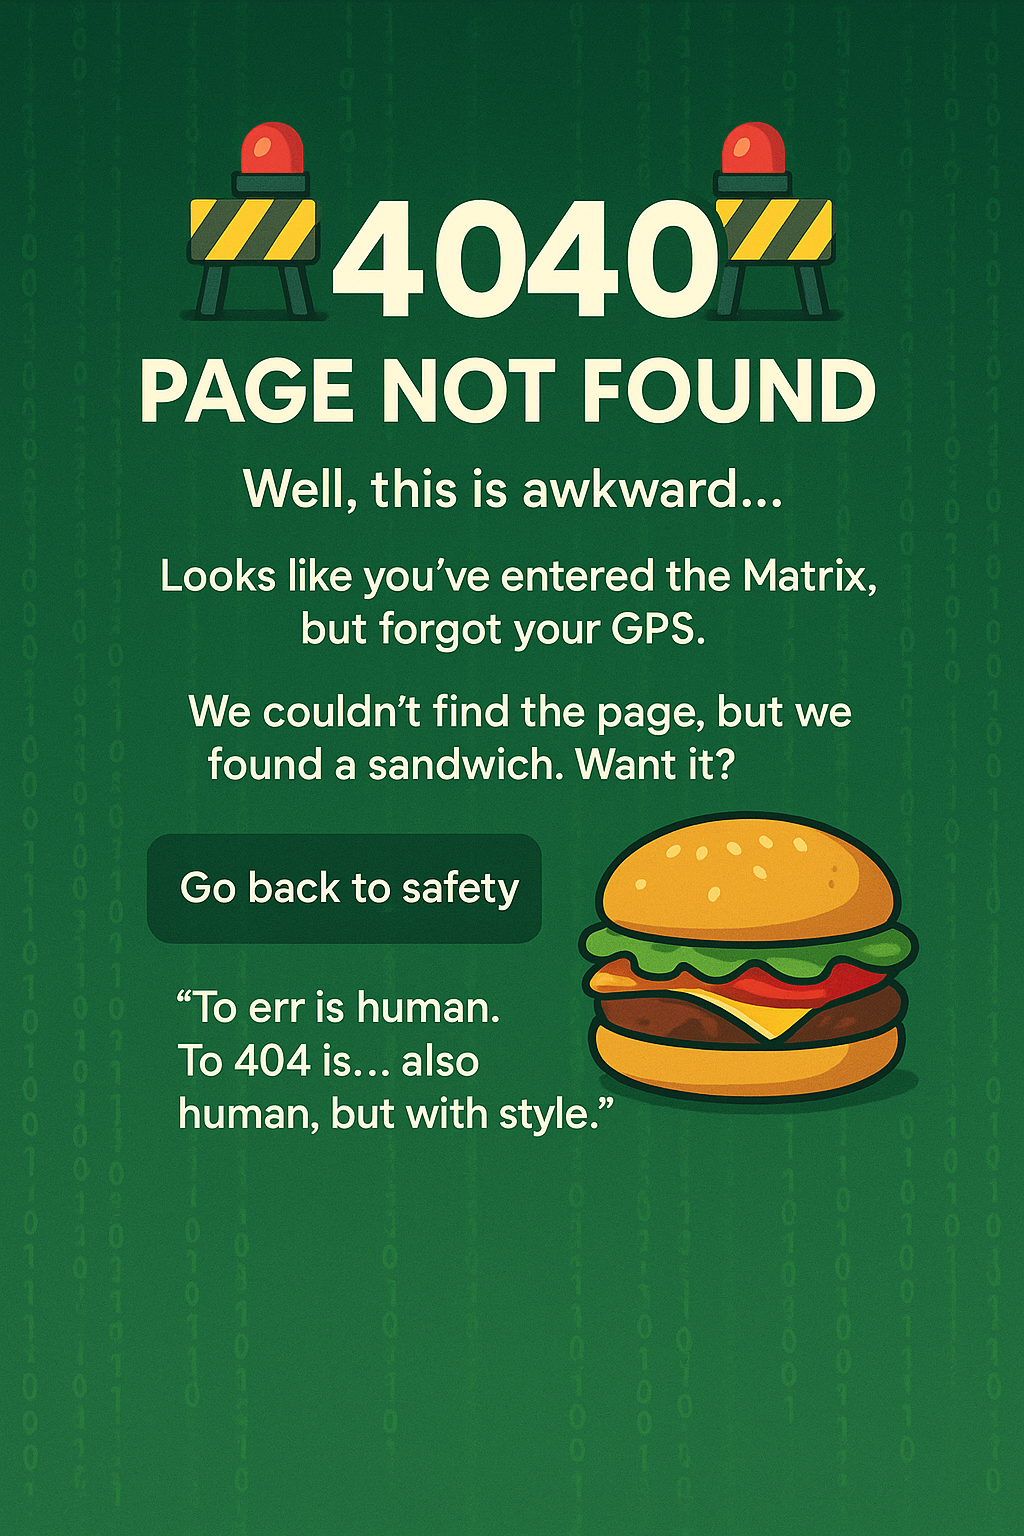 4040
PAGE NOT FOUND
Well, this is awkward...
Looks like you've entered the Matrix,
but forgot your GPS.
We couldn't find the page, but we
found a sandwich. Want it?
Go back to safety
“To err is human.
To 404 is... also
human, but with style.”